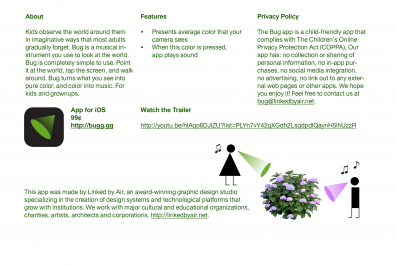 About
Kids observe the world around them
in imaginative ways that most adults
gradually forget. Bug is a musical in-
strument you use to look at the world.
Bug is completely simple to use. Point
it at the world, tap the screen, and walk
around. Bug turns what you see into
pure color, and color into music. For
kids and grownups.
Features
• Presents average color that your
camera sees
• When this color is pressed,
app plays sound
Privacy Policy
The Bug app is a child-friendly app that
complies with The Children's Online
Privacy Protection Act (COPPA). Our
app has: no collection or sharing of
personal information, no in-app pur-
chases, no social media integration,
no advertising, no link out to any exter-
nal web pages or other apps. We hope
you enjoy it! Feel free to contact us at
bug@linkedbyair.net.
App for iOS
99¢
http://bugg.gg
Watch the Trailer
This app was made by Linked by Air, an award-winning graphic design studio
specializing in the creation of design systems and technological platforms that
grow with institutions. We work with major cultural and educational organizations,
charities, artists, architects and corporations. http://linkedbyair.net.